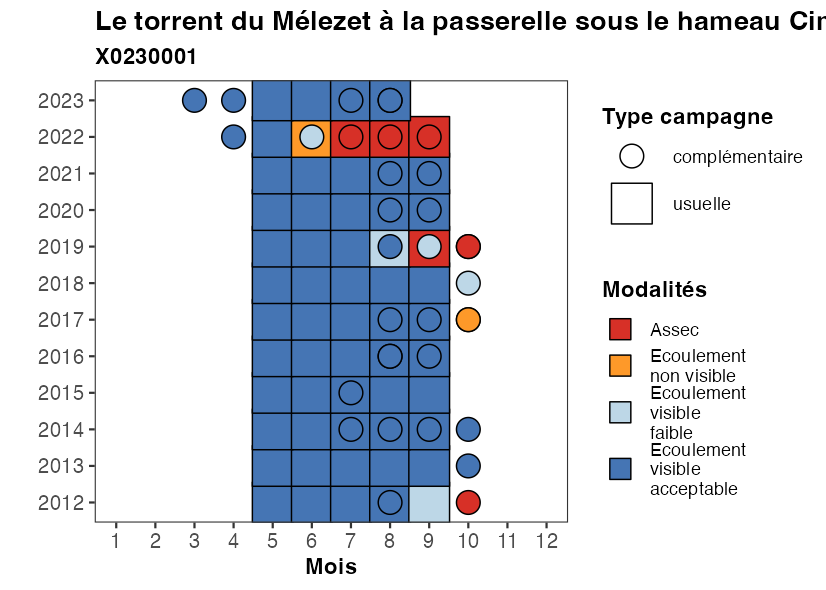 Le torrent du Mélezet à la passerelle sous le hameau
X0230001
2023
2022
2021
2020
2019
2018
2017
2016
2015
2014
2013
2012
1 2 3 4 5 6 7 8 9 10 11 12
Mois
Type campagne
complémentaire
usuelle
Modalités
Assec
Ecoulement
non visible
Ecoulement
visible
faible
Ecoulement
visible
acceptable